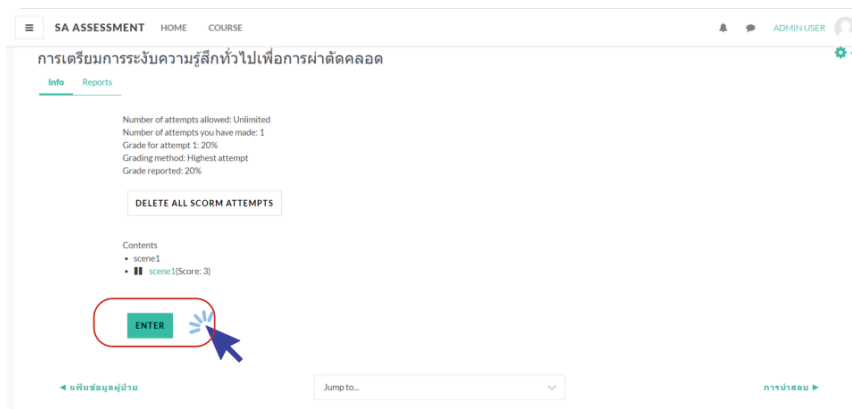 SA ASSESSMENT HOME COURSE ADMIN USER
การเตรียมการระงับความรู้สึกทั่วไปเพื่อการผ่าตัดคลอด
Info Reports
Number of attempts allowed: Unlimited
Number of attempts you have made: 1
Grade for attempt 1: 20%
Grading method: Highest attempt
Grade reported: 20%
DELETE ALL SCORM ATTEMPTS
Contents
• scene1
• scene1(Score: 3)
ENTER
◄ แฟ้มข้อมูลผู้ป่วย Jump to... การนำสลบ ►